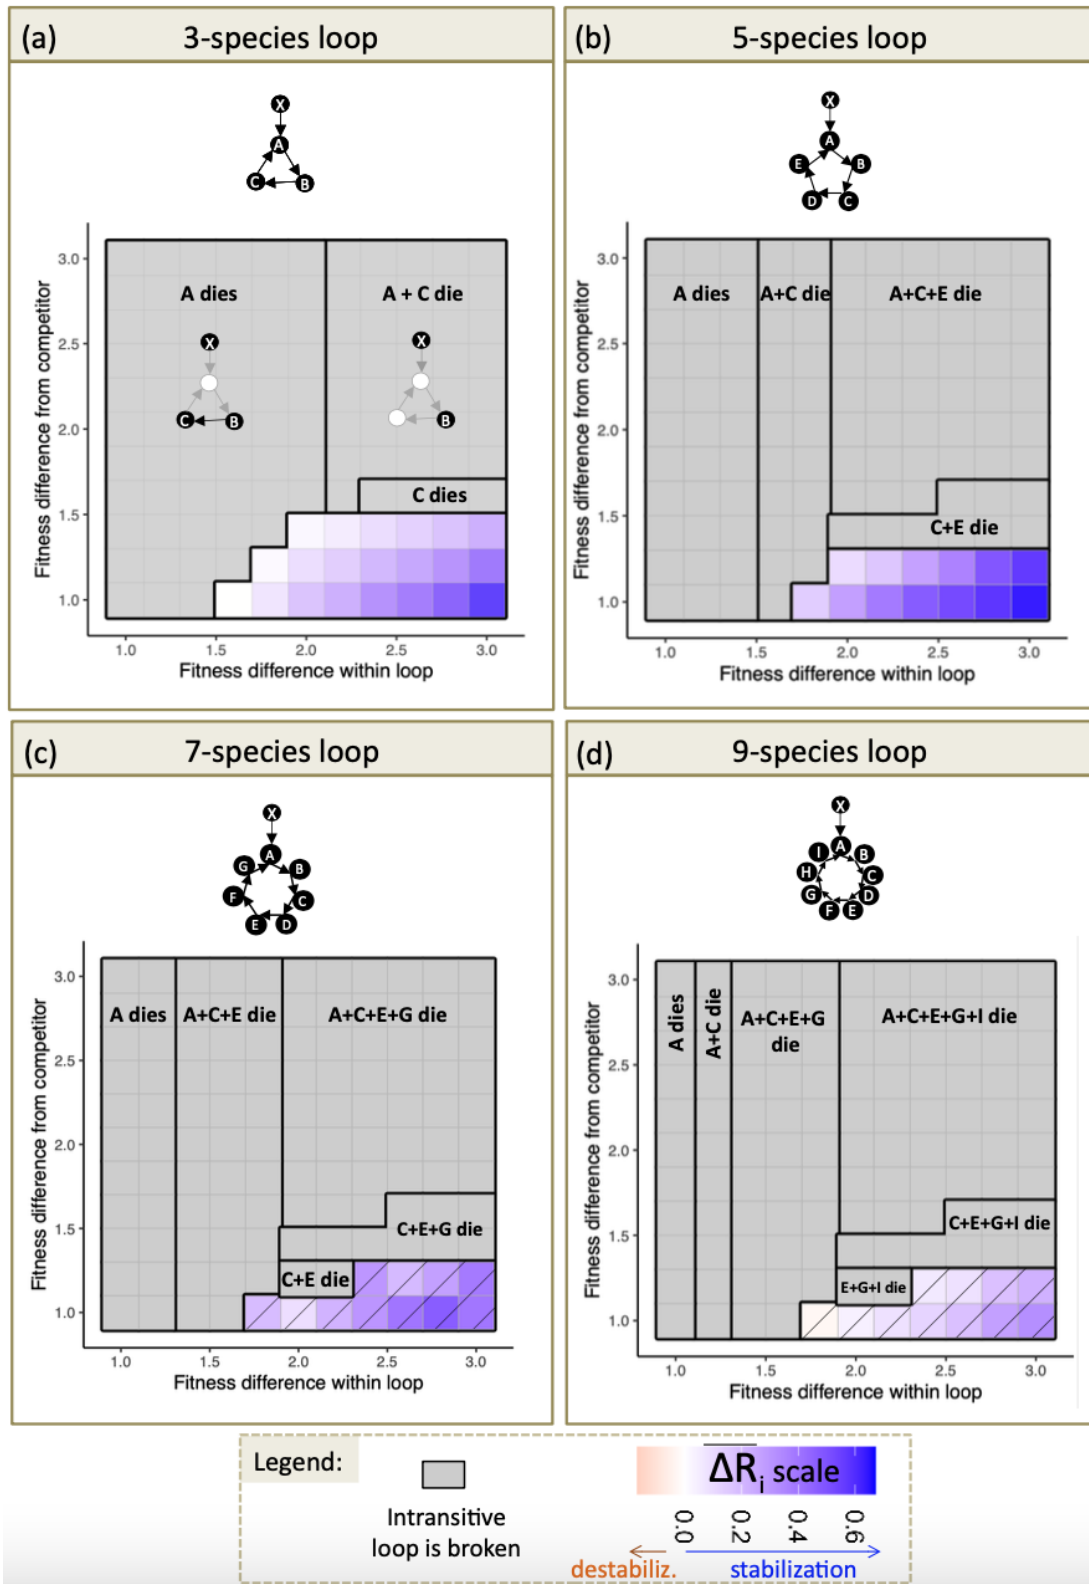 (a) 3-species loop
X
A
C B
3.0
2.5
2.0
1.5
1.0
Fitness difference from competitor
A dies
A + C die
X
C B
X
B
C dies
1.0 1.5 2.0 2.5 3.0
Fitness difference within loop
(b) 5-species loop
X
A
E B
D C
3.0
2.5
2.0
1.5
1.0
Fitness difference from competitor
A dies
A+C die
A+C+E die
C+E die
1.0 1.5 2.0 2.5 3.0
Fitness difference within loop
(c) 7-species loop
X
A
G B
F C
E D
3.0
2.5
2.0
1.5
1.0
Fitness difference from competitor
A dies
A+C+E die
A+C+E+G die
C+E+G die
C+E die
1.0 1.5 2.0 2.5 3.0
Fitness difference within loop
(d) 9-species loop
X
A
I B
H C
G D
F E
3.0
2.5
2.0
1.5
1.0
Fitness difference from competitor
A dies
A+C die
A+C+E+G
die
A+C+E+G+I die
C+E+G+I die
E+G+I die
1.0 1.5 2.0 2.5 3.0
Fitness difference within loop
Legend:
Intransitive
loop is broken
ΔRi scale
0.0 0.2 0.4 0.6
destabiliz. stabilization